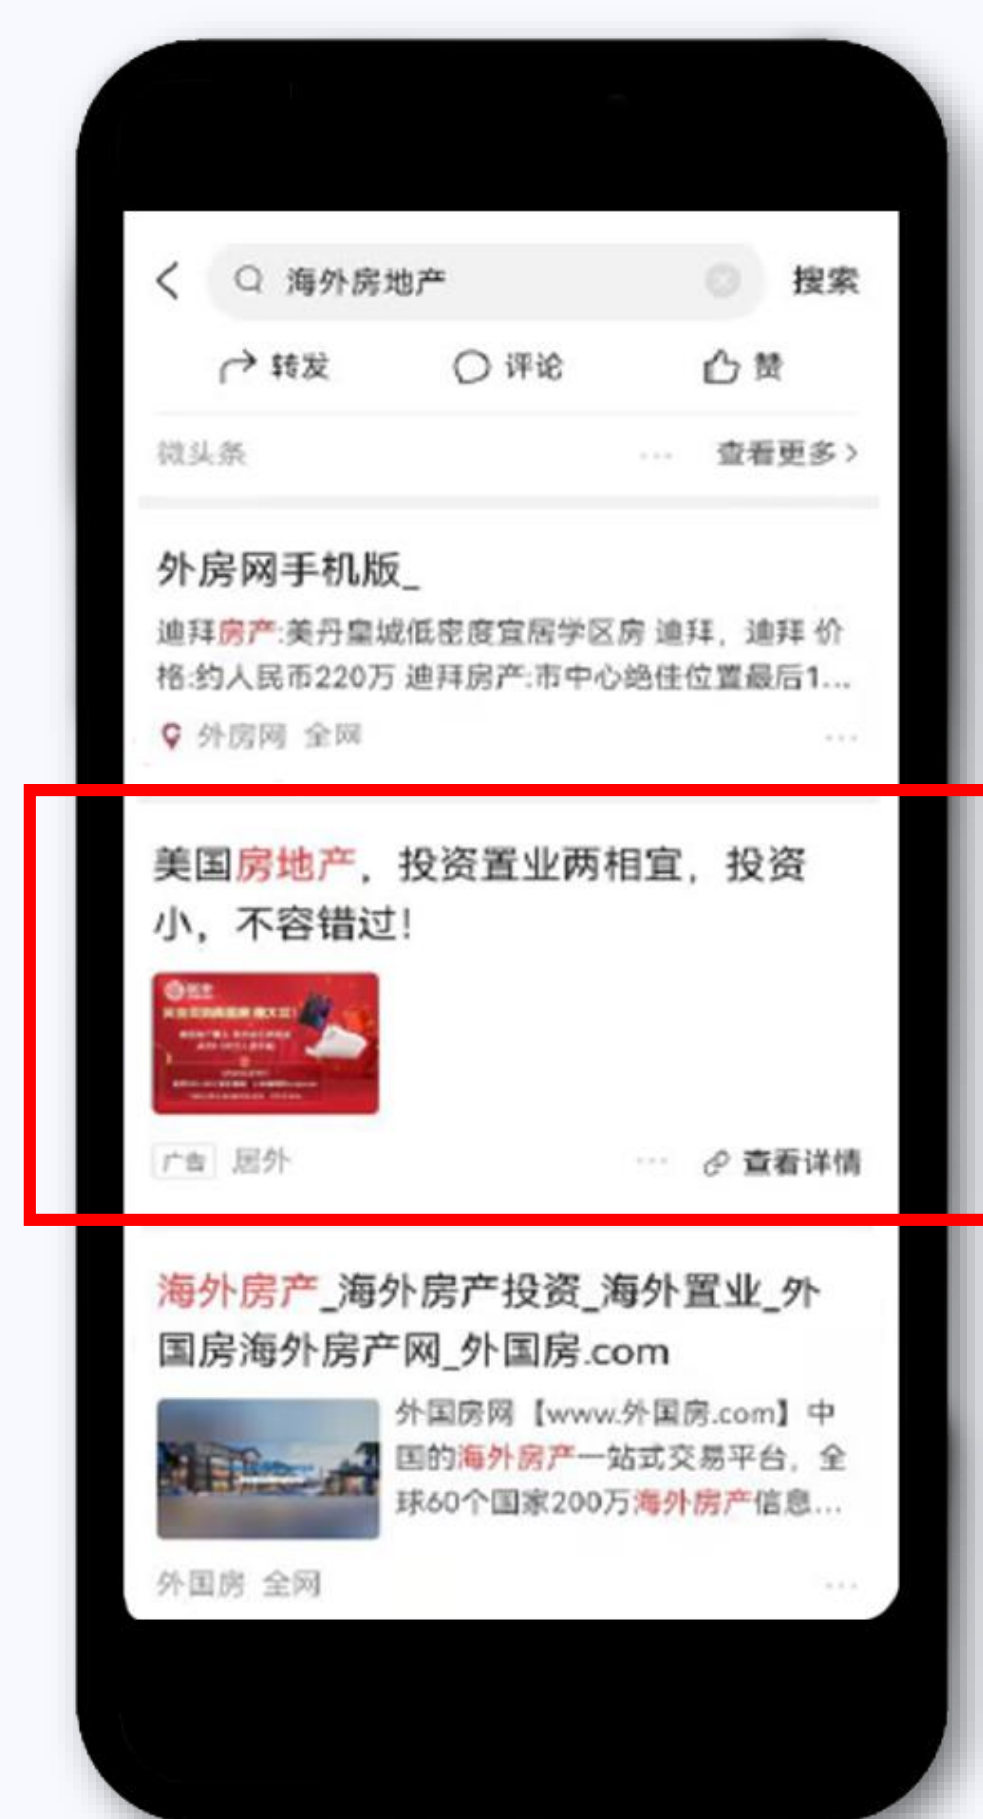 海外房地产 搜索
转发 评论 赞
微头条 ... 查看更多 >
外房网手机版_
迪拜房产:美丹皇城低密度宜居学区房 迪拜，迪拜 价
格:约人民币220万 迪拜房产:市中心绝佳位置最后1...
外房网 全网 ...
美国房地产，投资置业两相宜，投资
小，不容错过！
广告 居外 ... 查看详情
海外房产_海外房产投资_海外置业_外
国房海外房产网_外国房.com
外国房网【www.外国房.com】中
国的海外房产一站式交易平台，全
球60个国家200万海外房产信息...
外国房 全网 ...